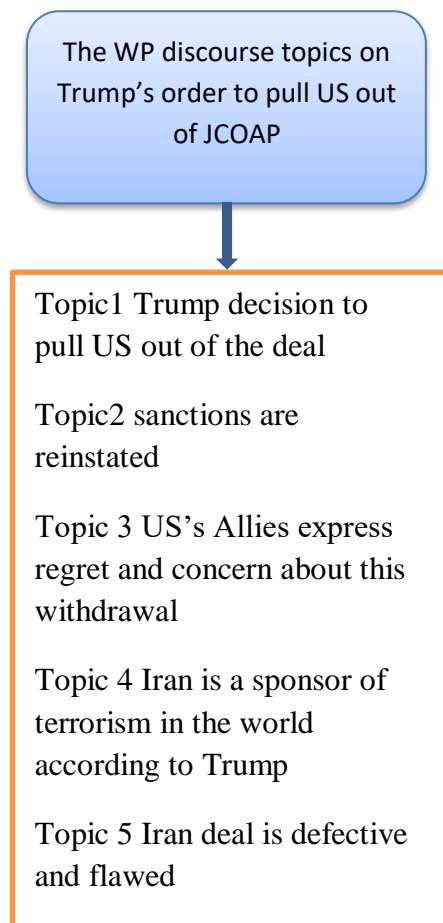 The WP discourse topics on
Trump’s order to pull US out
of JCOAP
Topic1 Trump decision to
pull US out of the deal
Topic2 sanctions are
reinstated
Topic 3 US’s Allies express
regret and concern about this
withdrawal
Topic 4 Iran is a sponsor of
terrorism in the world
according to Trump
Topic 5 Iran deal is defective
and flawed